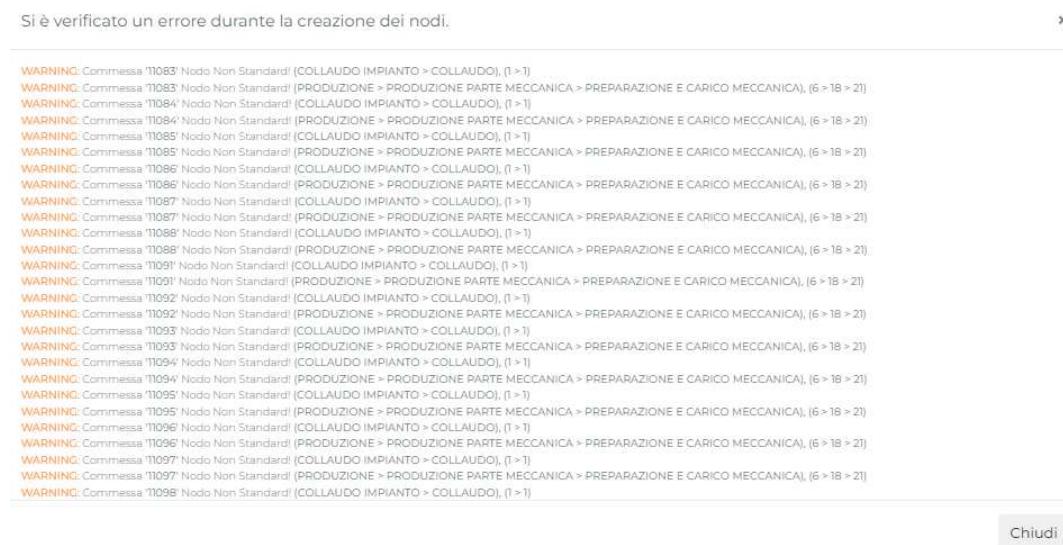 Si è verificato un errore durante la creazione dei nodi.
WARNING: Commessa '11083' Nodo Non Standard! (COLLAUDO IMPIANTO > COLLAUDO), (1 > 1)
WARNING: Commessa '11083' Nodo Non Standard! (PRODUZIONE > PRODUZIONE PARTE MECCANICA > PREPARAZIONE E CARICO MECCANICA), (6 > 18 > 21)
WARNING: Commessa '11084' Nodo Non Standard! (COLLAUDO IMPIANTO > COLLAUDO), (1 > 1)
WARNING: Commessa '11084' Nodo Non Standard! (PRODUZIONE > PRODUZIONE PARTE MECCANICA > PREPARAZIONE E CARICO MECCANICA), (6 > 18 > 21)
WARNING: Commessa '11085' Nodo Non Standard! (COLLAUDO IMPIANTO > COLLAUDO), (1 > 1)
WARNING: Commessa '11085' Nodo Non Standard! (PRODUZIONE > PRODUZIONE PARTE MECCANICA > PREPARAZIONE E CARICO MECCANICA), (6 > 18 > 21)
WARNING: Commessa '11086' Nodo Non Standard! (COLLAUDO IMPIANTO > COLLAUDO), (1 > 1)
WARNING: Commessa '11086' Nodo Non Standard! (PRODUZIONE > PRODUZIONE PARTE MECCANICA > PREPARAZIONE E CARICO MECCANICA), (6 > 18 > 21)
WARNING: Commessa '11087' Nodo Non Standard! (COLLAUDO IMPIANTO > COLLAUDO), (1 > 1)
WARNING: Commessa '11087' Nodo Non Standard! (PRODUZIONE > PRODUZIONE PARTE MECCANICA > PREPARAZIONE E CARICO MECCANICA), (6 > 18 > 21)
WARNING: Commessa '11088' Nodo Non Standard! (COLLAUDO IMPIANTO > COLLAUDO), (1 > 1)
WARNING: Commessa '11088' Nodo Non Standard! (PRODUZIONE > PRODUZIONE PARTE MECCANICA > PREPARAZIONE E CARICO MECCANICA), (6 > 18 > 21)
WARNING: Commessa '11091' Nodo Non Standard! (COLLAUDO IMPIANTO > COLLAUDO), (1 > 1)
WARNING: Commessa '11091' Nodo Non Standard! (PRODUZIONE > PRODUZIONE PARTE MECCANICA > PREPARAZIONE E CARICO MECCANICA), (6 > 18 > 21)
WARNING: Commessa '11092' Nodo Non Standard! (COLLAUDO IMPIANTO > COLLAUDO), (1 > 1)
WARNING: Commessa '11092' Nodo Non Standard! (PRODUZIONE > PRODUZIONE PARTE MECCANICA > PREPARAZIONE E CARICO MECCANICA), (6 > 18 > 21)
WARNING: Commessa '11093' Nodo Non Standard! (COLLAUDO IMPIANTO > COLLAUDO), (1 > 1)
WARNING: Commessa '11093' Nodo Non Standard! (PRODUZIONE > PRODUZIONE PARTE MECCANICA > PREPARAZIONE E CARICO MECCANICA), (6 > 18 > 21)
WARNING: Commessa '11094' Nodo Non Standard! (COLLAUDO IMPIANTO > COLLAUDO), (1 > 1)
WARNING: Commessa '11094' Nodo Non Standard! (PRODUZIONE > PRODUZIONE PARTE MECCANICA > PREPARAZIONE E CARICO MECCANICA), (6 > 18 > 21)
WARNING: Commessa '11095' Nodo Non Standard! (COLLAUDO IMPIANTO > COLLAUDO), (1 > 1)
WARNING: Commessa '11095' Nodo Non Standard! (PRODUZIONE > PRODUZIONE PARTE MECCANICA > PREPARAZIONE E CARICO MECCANICA), (6 > 18 > 21)
WARNING: Commessa '11096' Nodo Non Standard! (COLLAUDO IMPIANTO > COLLAUDO), (1 > 1)
WARNING: Commessa '11096' Nodo Non Standard! (PRODUZIONE > PRODUZIONE PARTE MECCANICA > PREPARAZIONE E CARICO MECCANICA), (6 > 18 > 21)
WARNING: Commessa '11097' Nodo Non Standard! (COLLAUDO IMPIANTO > COLLAUDO), (1 > 1)
WARNING: Commessa '11097' Nodo Non Standard! (PRODUZIONE > PRODUZIONE PARTE MECCANICA > PREPARAZIONE E CARICO MECCANICA), (6 > 18 > 21)
WARNING: Commessa '11098' Nodo Non Standard! (COLLAUDO IMPIANTO > COLLAUDO), (1 > 1)
Chiudi